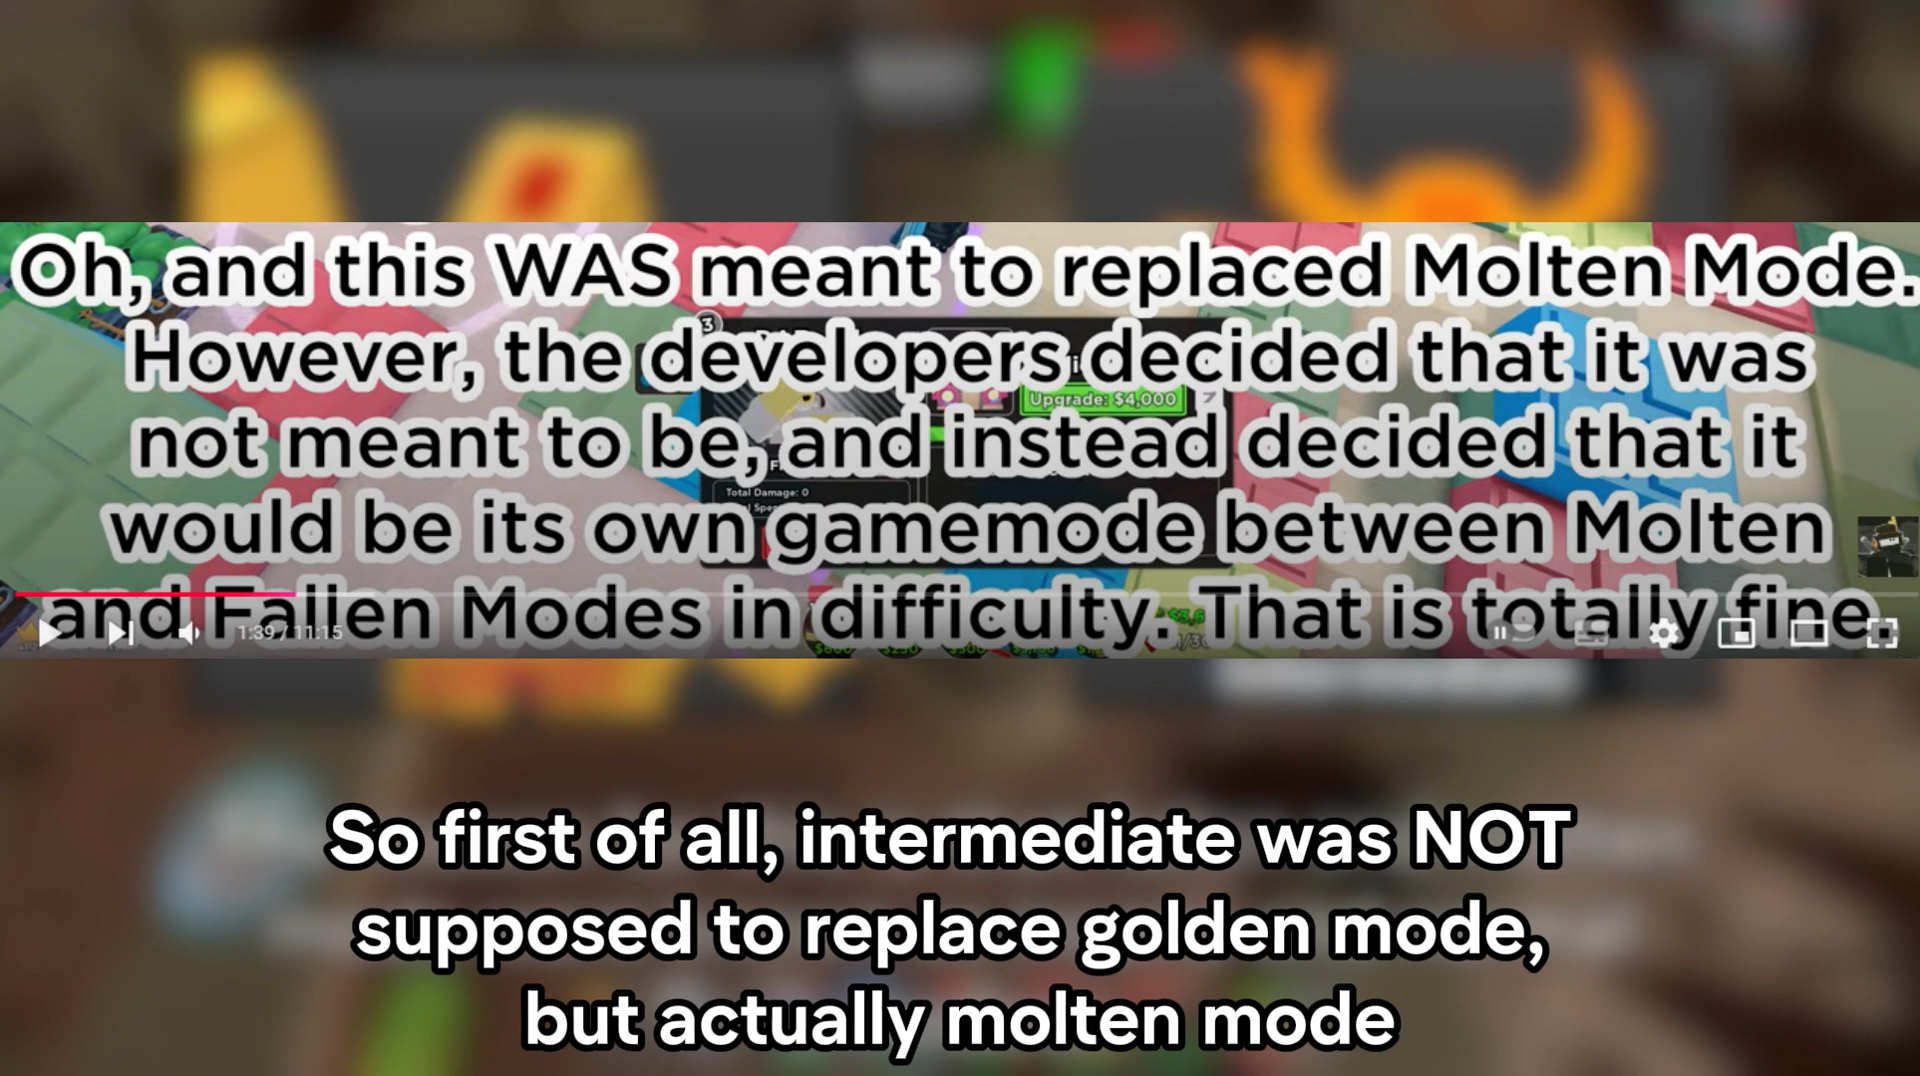 Oh, and this WAS meant to replaced Molten Mode.
3
However, the developers decided that it was
Upgrade: $4,000
not meant to be, and instead decided that it
Total Damage: 0
would be its own gamemode between Molten
and Fallen Modes in difficulty. That is totally fine
1:39 / 11:15
So first of all, intermediate was NOT
supposed to replace golden mode,
but actually molten mode